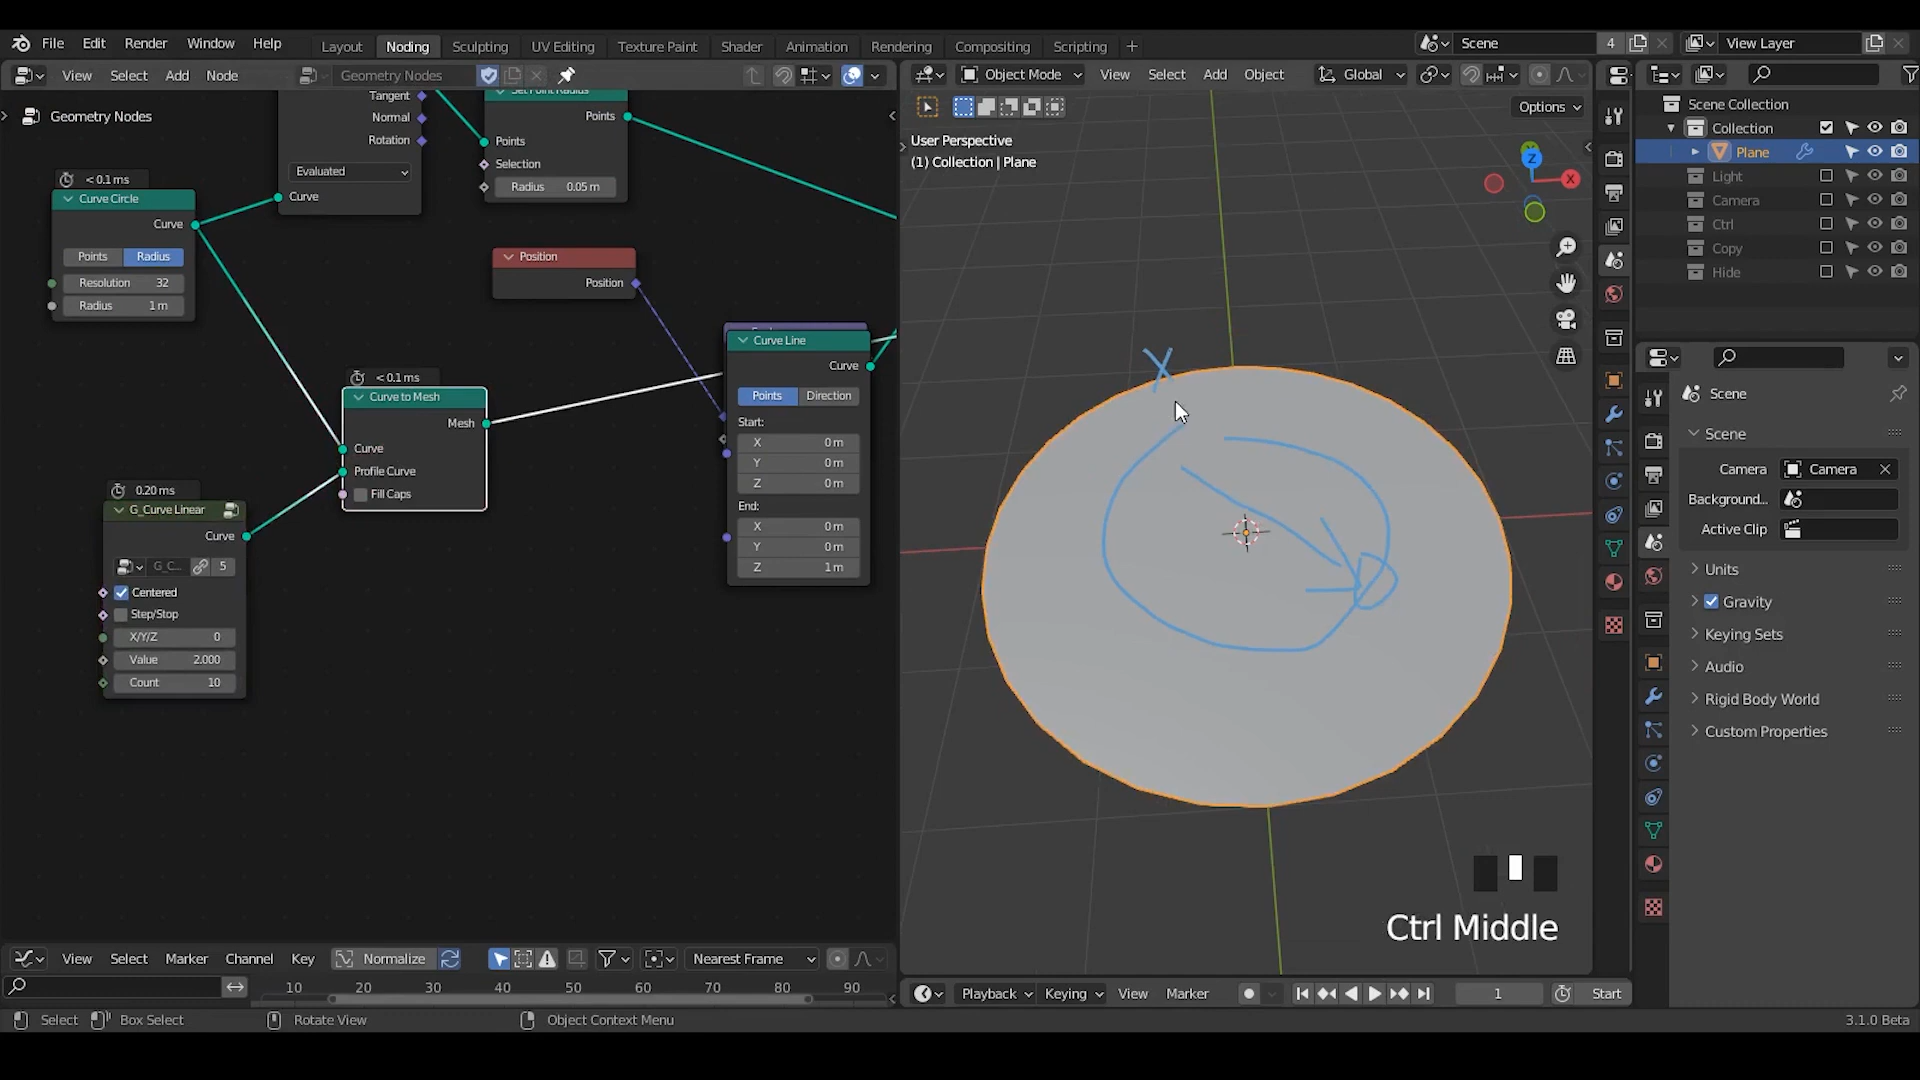 File Edit Render Window Help Layout Noding Sculpting UV Editing Texture Paint Shader Animation Rendering Compositing Scripting + Scene 4 View Layer
View Select Add Node Geometry Nodes
Object Mode View Select Add Object Global
Options
Geometry Nodes
Tangent
Normal
Rotation
Evaluated
Curve
Set Point Radius
Points
Points
Selection
Radius 0.05 m
< 0.1 ms
Curve Circle
Curve
Points Radius
Resolution 32
Radius 1 m
Position
Position
< 0.1 ms
Curve to Mesh
Mesh
Curve
Profile Curve
Fill Caps
Curve Line
Curve
Points Direction
Start:
X 0 m
Y 0 m
Z 0 m
End:
X 0 m
Y 0 m
Z 1 m
0.20 ms
G_Curve Linear
Curve
G_C... 5
Centered
Step/Stop
X/Y/Z 0
Value 2.000
Count 10
User Perspective
(1) Collection | Plane
Z
X
X
Ctrl Middle
Scene Collection
Collection
Plane
Light
Camera
Ctrl
Copy
Hide
Scene
Scene
Camera Camera
Background...
Active Clip
Units
Gravity
Keying Sets
Audio
Rigid Body World
Custom Properties
View Select Marker Channel Key Normalize Nearest Frame
10 20 30 40 50 60 70 80 90
Playback Keying View Marker 1 Start
Select Box Select Rotate View Object Context Menu 3.1.0 Beta